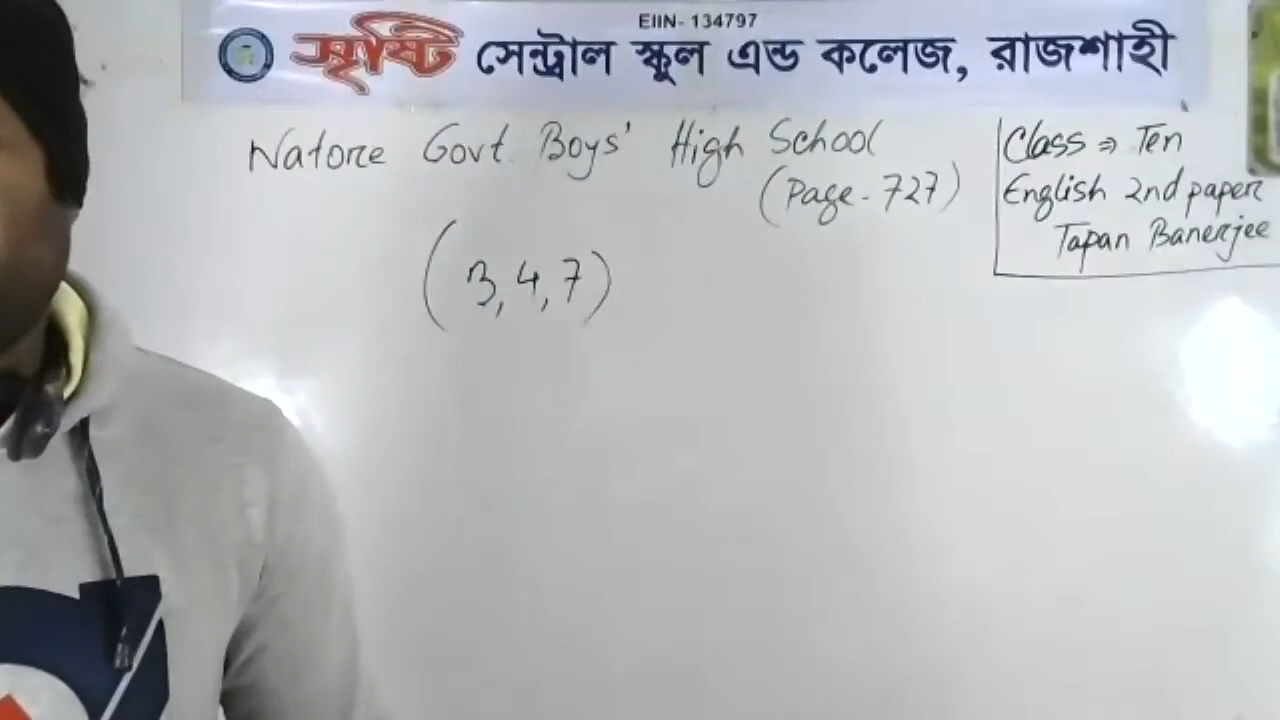 EIIN- 134797
সৃষ্টি সেন্ট্রাল স্কুল এন্ড কলেজ, রাজশাহী
Natore Govt. Boys' High School
(Page - 727)
Class ⇒ Ten
English 2nd paper
Tapan Banerjee
(3, 4, 7)